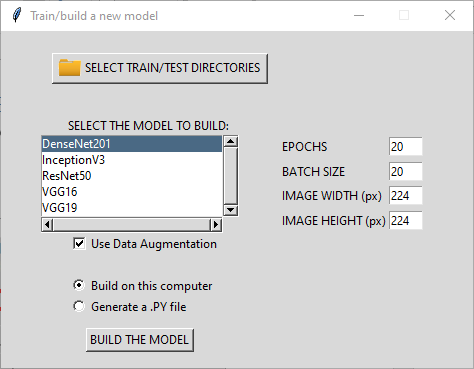 Train/build a new model
SELECT TRAIN/TEST DIRECTORIES
SELECT THE MODEL TO BUILD:
DenseNet201
InceptionV3
ResNet50
VGG16
VGG19
Use Data Augmentation
Build on this computer
Generate a .PY file
BUILD THE MODEL
EPOCHS 20
BATCH SIZE 20
IMAGE WIDTH (px) 224
IMAGE HEIGHT (px) 224